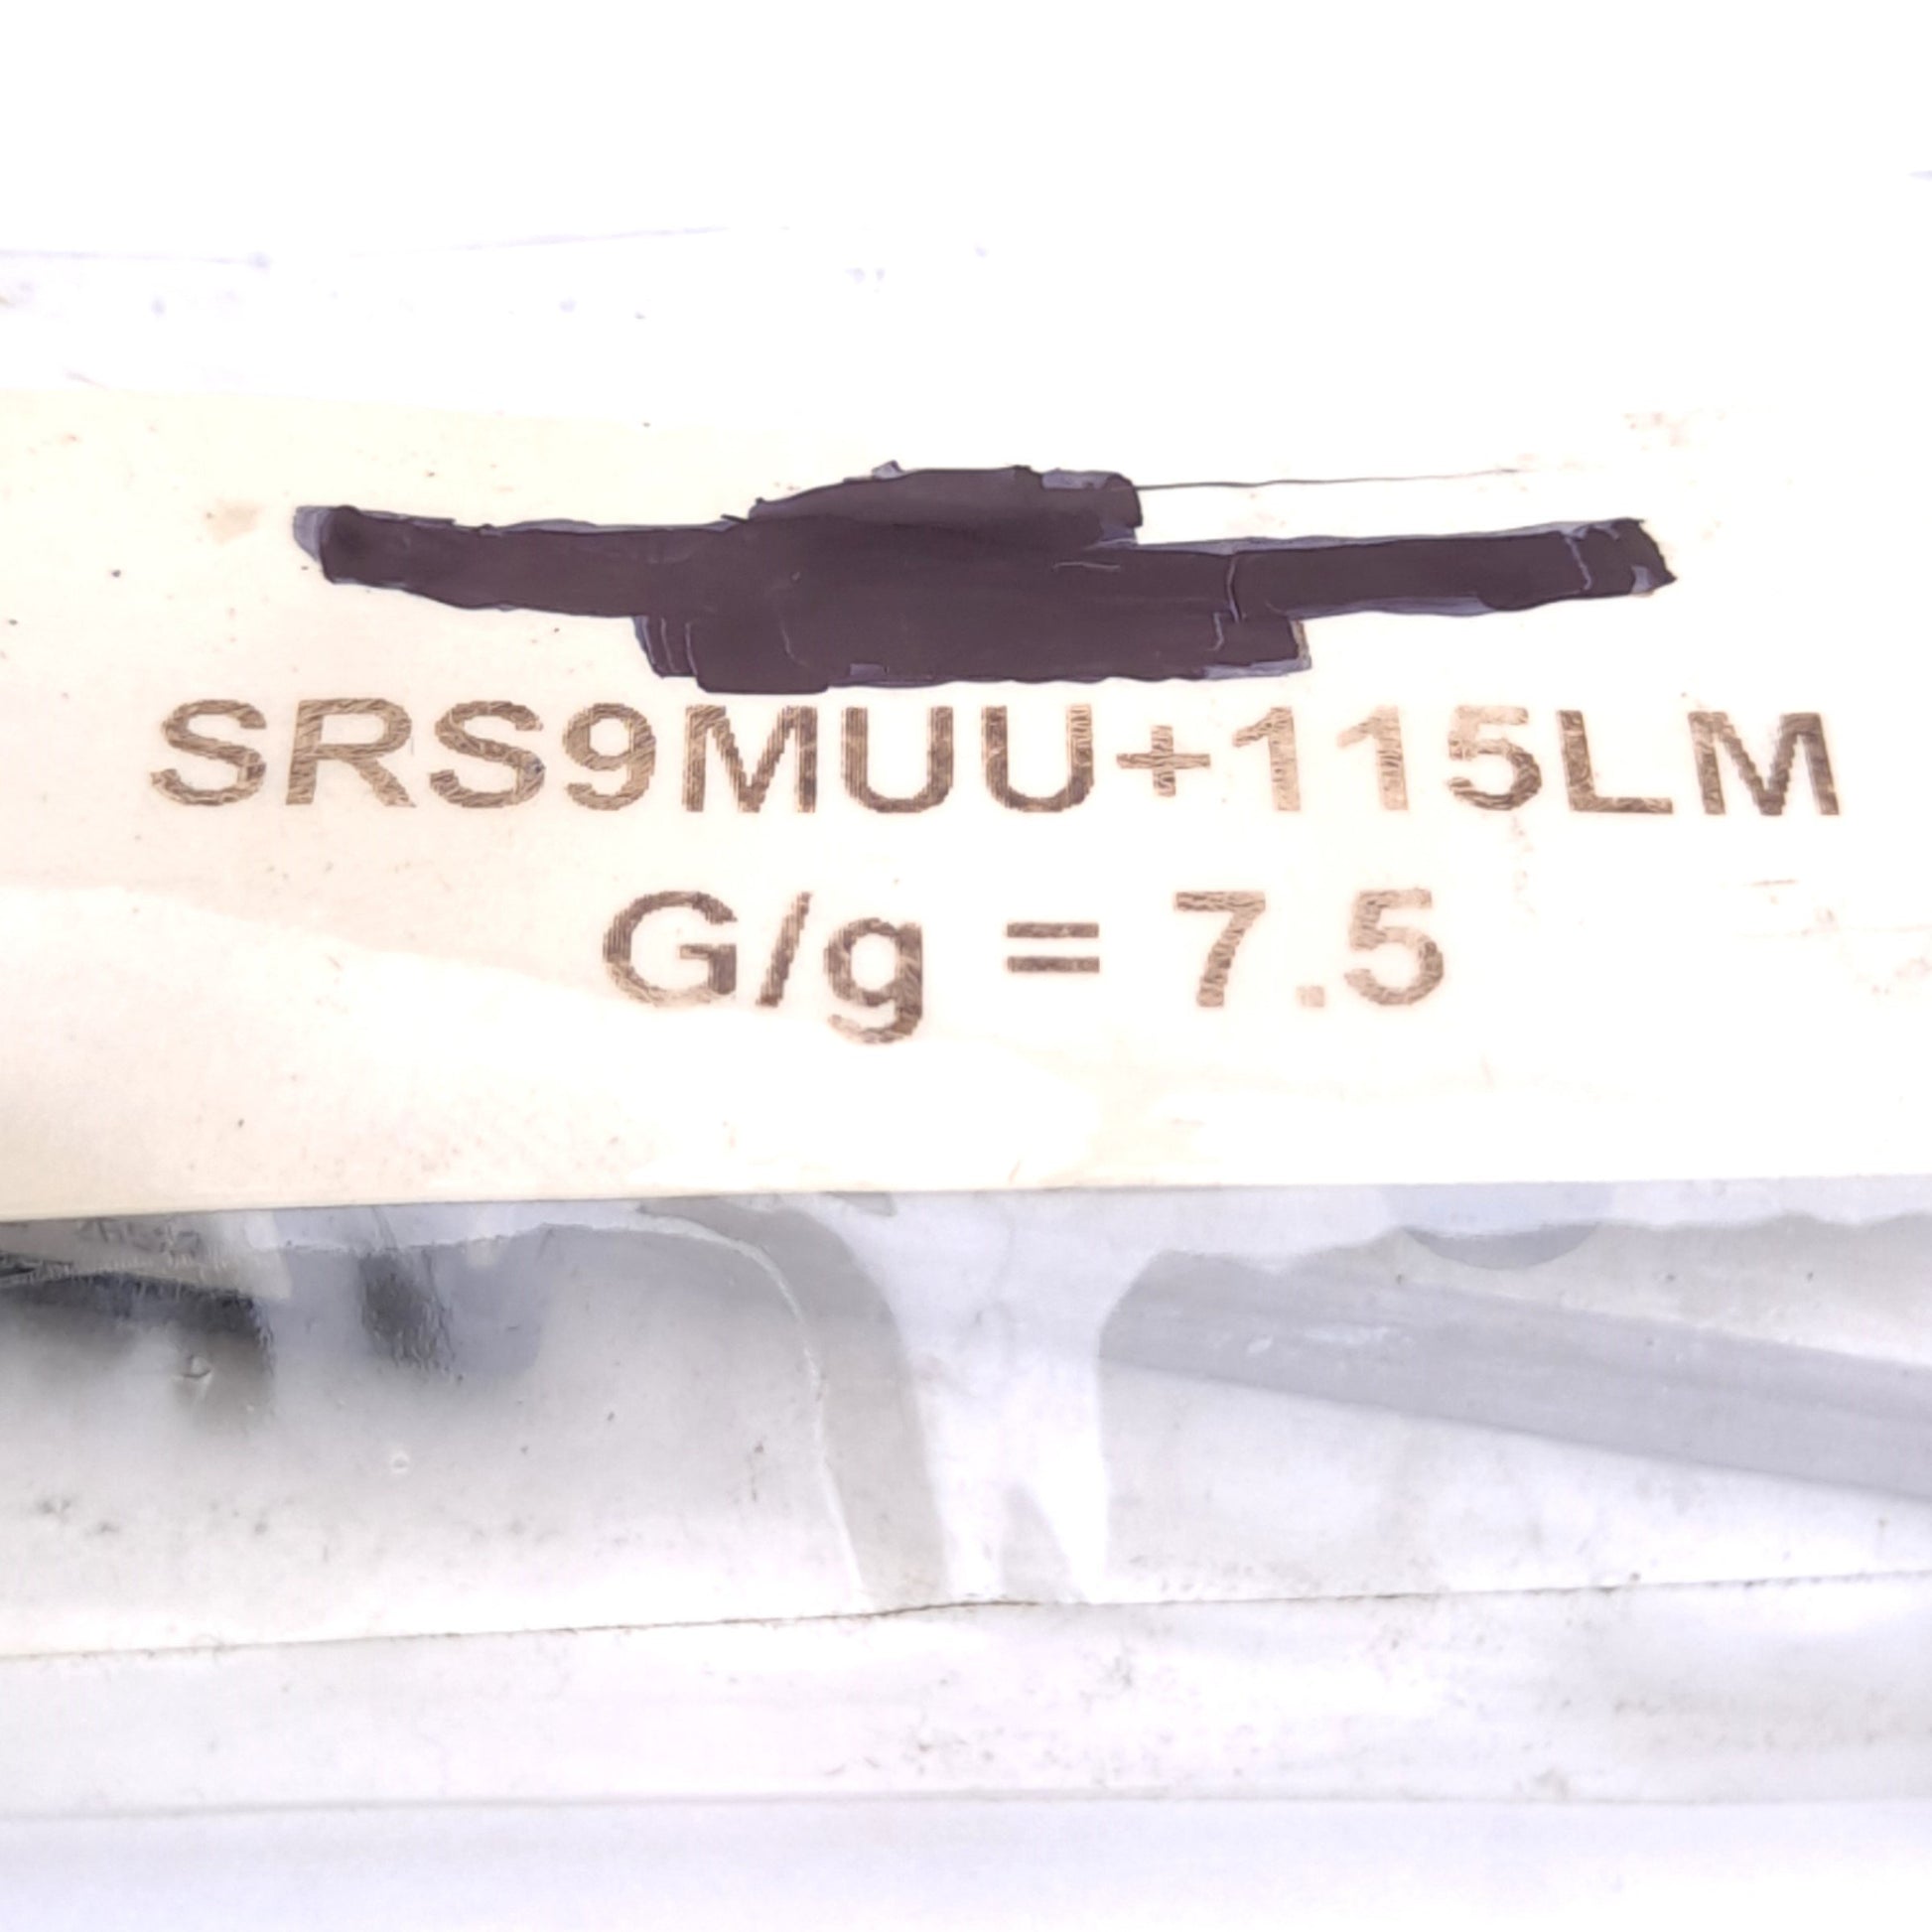 SRS9MUU+115LM
G/g = 7.5